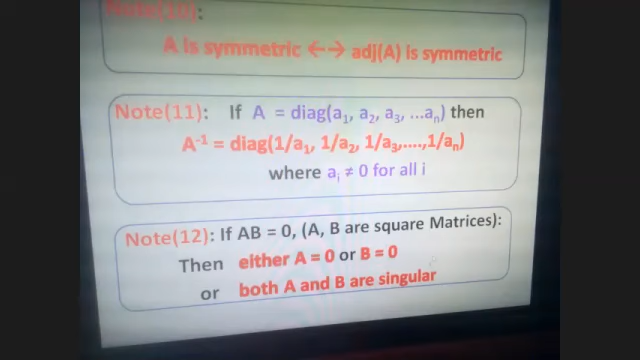 Note(10):
A is symmetric ←→ adj(A) is symmetric
Note(11): If A = diag(a₁, a₂, a₃, ...aₙ) then
A⁻¹ = diag(1/a₁, 1/a₂, 1/a₃,....,1/aₙ)
where aᵢ ≠ 0 for all i
Note(12): If AB = 0, (A, B are square Matrices):
Then either A = 0 or B = 0
or both A and B are singular